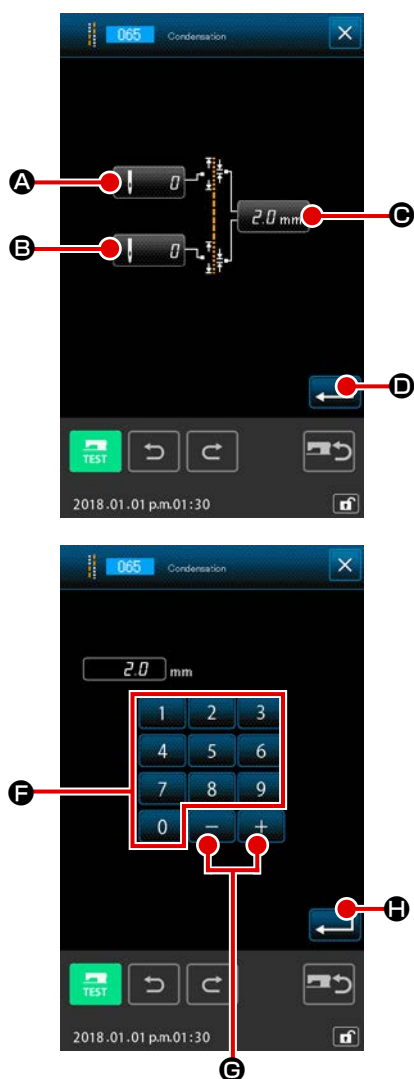 065 Condensation
A 0
2.0 mm C
B 0
D
TEST
2018.01.01 p.m.01:30
065 Condensation
2.0 mm
1 2 3
4 5 6
F 7 8 9
0 − +
H
TEST
2018.01.01 p.m.01:30
G